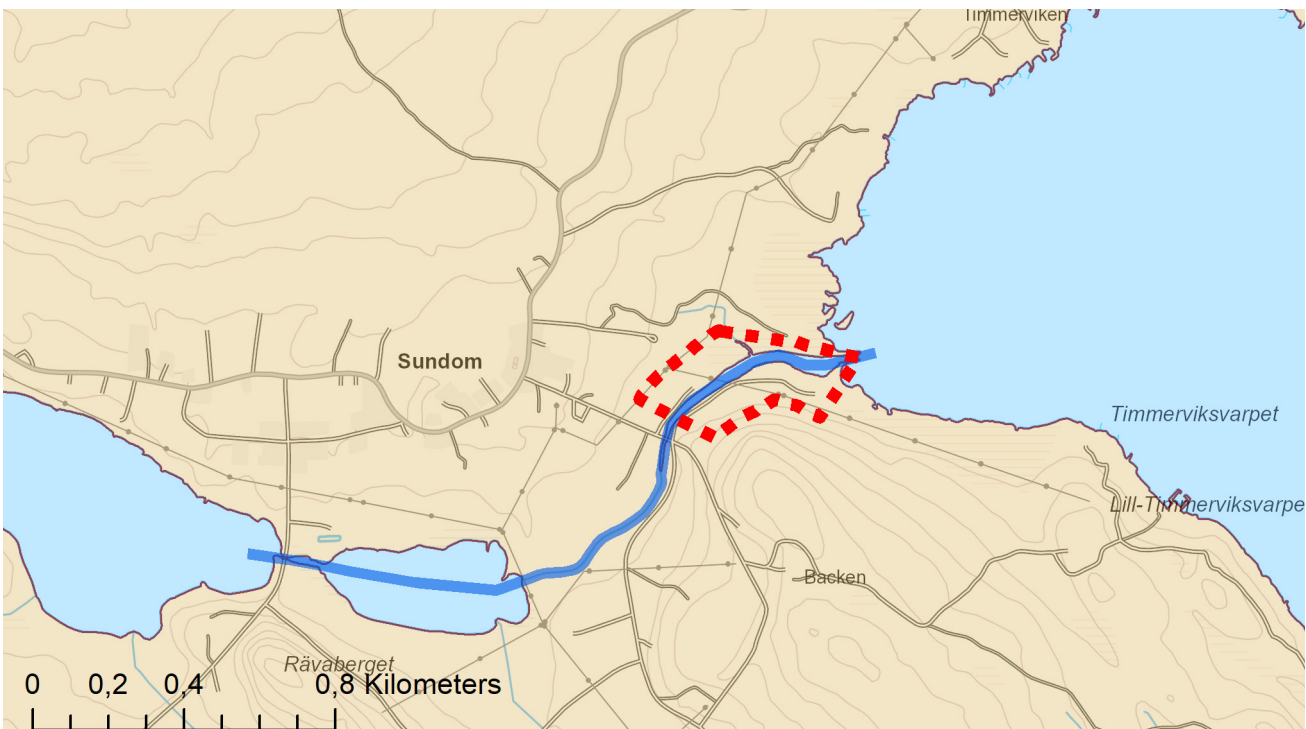 Timmerviken
Sundom
Timmerviksvarpet
Lill-Timmerviksvarpe
Backen
Rävaberget
0 0,2 0,4 0,8 Kilometers